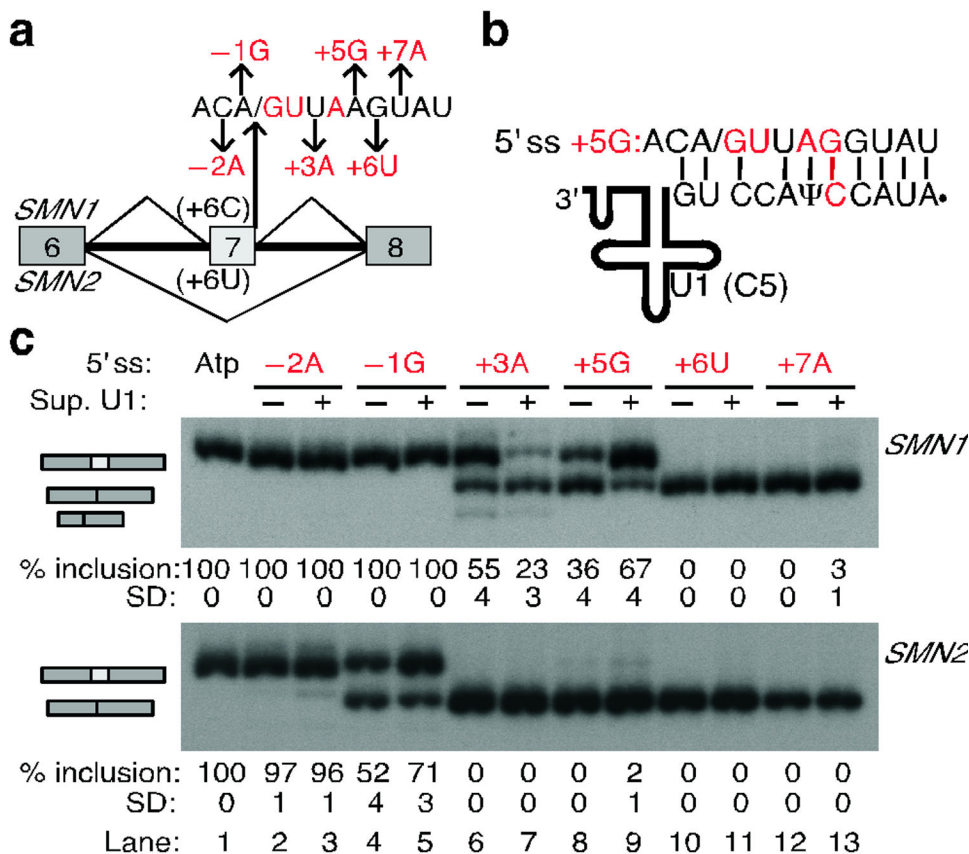 a
−1G +5G +7A
ACA/GUUAAGUAU
−2A +3A +6U
SMN1 (+6C)
6 7 8
SMN2 (+6U)
b
5'ss +5G:ACA/GUUAGGUAU
3' GUCCAΨCCAUA•
U1 (C5)
c
5'ss: Atp −2A −1G +3A +5G +6U +7A
Sup. U1: − + − + − + − + − + − +
SMN1
% inclusion: 100 100 100 100 100 55 23 36 67 0 0 0 3
SD: 0 0 0 0 0 4 3 4 4 0 0 0 1
SMN2
% inclusion: 100 97 96 52 71 0 0 0 2 0 0 0 0
SD: 0 1 1 4 3 0 0 0 1 0 0 0 0
Lane: 1 2 3 4 5 6 7 8 9 10 11 12 13